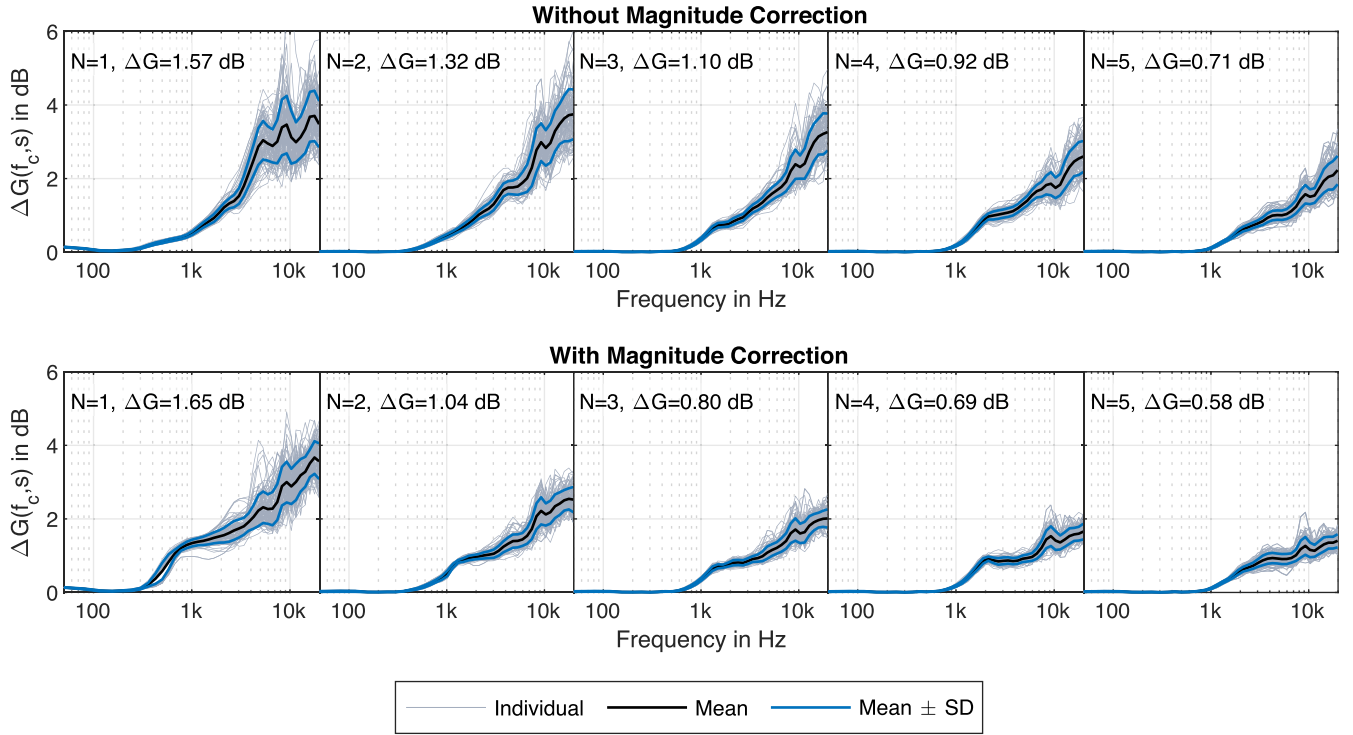 Without Magnitude Correction
ΔG(f_c,s) in dB
6
4
2
0
N=1, ΔG=1.57 dB
N=2, ΔG=1.32 dB
N=3, ΔG=1.10 dB
N=4, ΔG=0.92 dB
N=5, ΔG=0.71 dB
100 1k 10k 100 1k 10k 100 1k 10k 100 1k 10k 100 1k 10k
Frequency in Hz
With Magnitude Correction
ΔG(f_c,s) in dB
6
4
2
0
N=1, ΔG=1.65 dB
N=2, ΔG=1.04 dB
N=3, ΔG=0.80 dB
N=4, ΔG=0.69 dB
N=5, ΔG=0.58 dB
100 1k 10k 100 1k 10k 100 1k 10k 100 1k 10k 100 1k 10k
Frequency in Hz
Individual Mean Mean ± SD